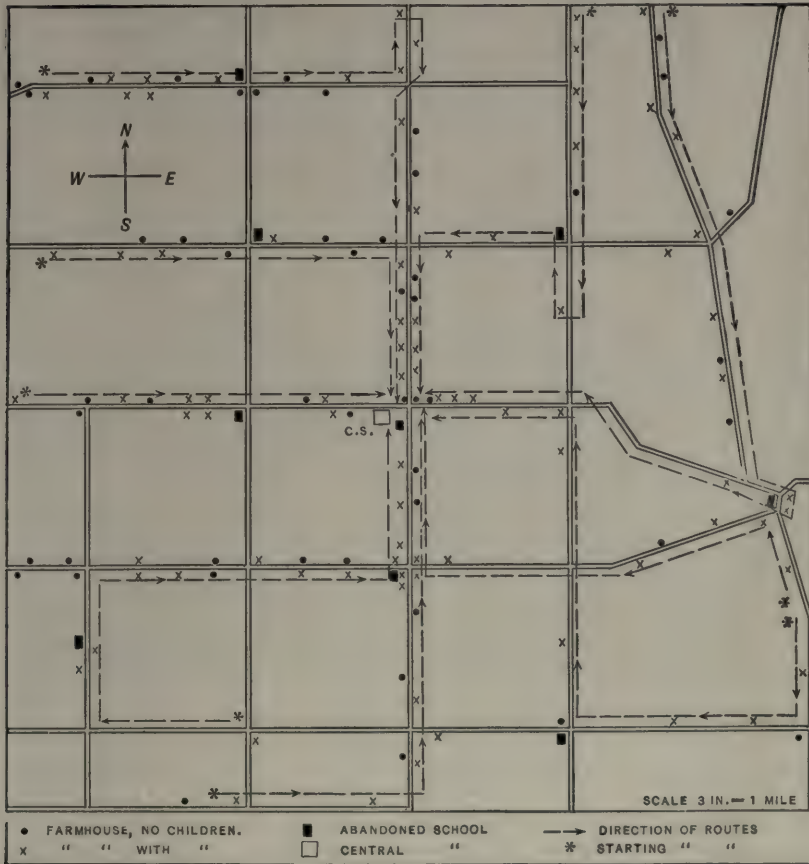 N
W E
S
C.S.
SCALE 3 IN.= 1 MILE
● FARMHOUSE, NO CHILDREN. ■ ABANDONED SCHOOL —→ DIRECTION OF ROUTES
x " " WITH " □ CENTRAL " * STARTING " "